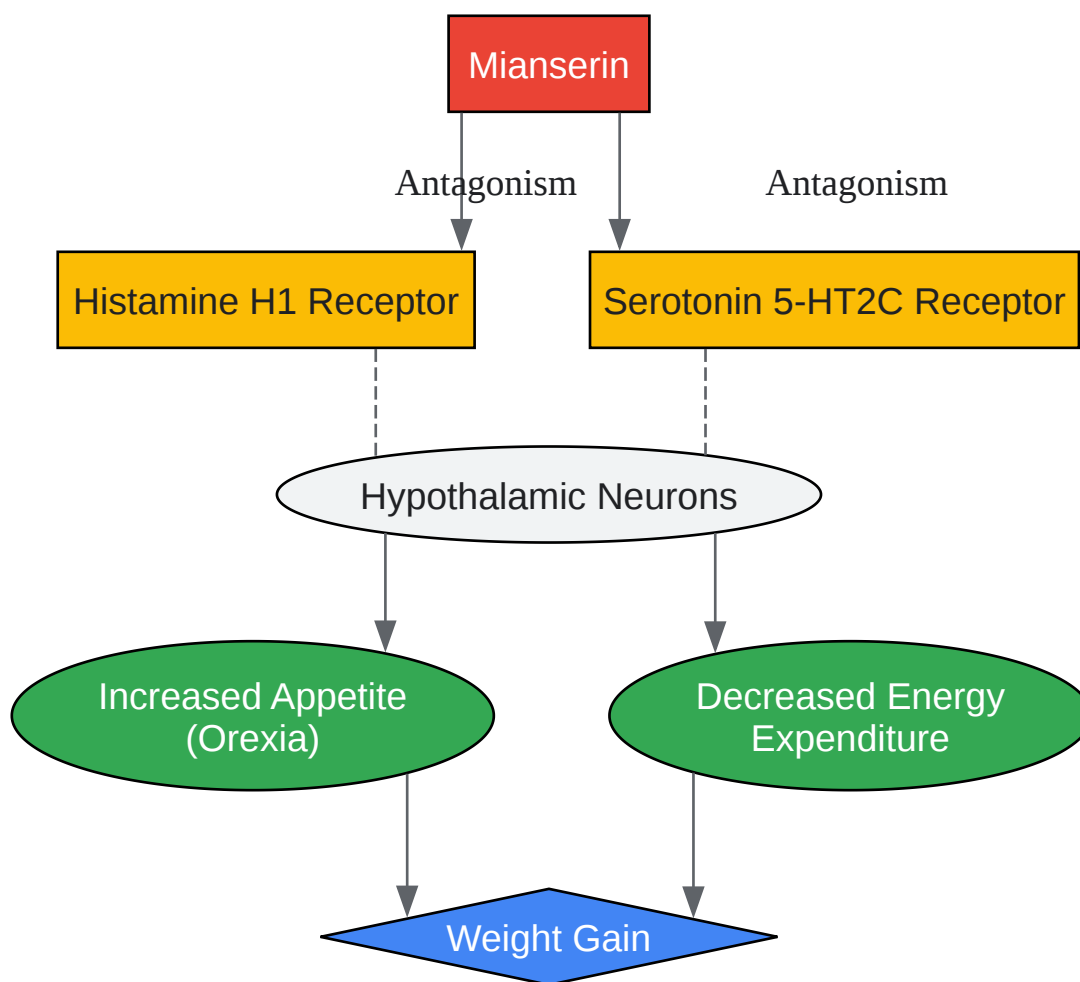 Mianserin
Antagonism
Antagonism
Histamine H1 Receptor
Serotonin 5-HT2C Receptor
Hypothalamic Neurons
Increased Appetite
(Orexia)
Decreased Energy
Expenditure
Weight Gain